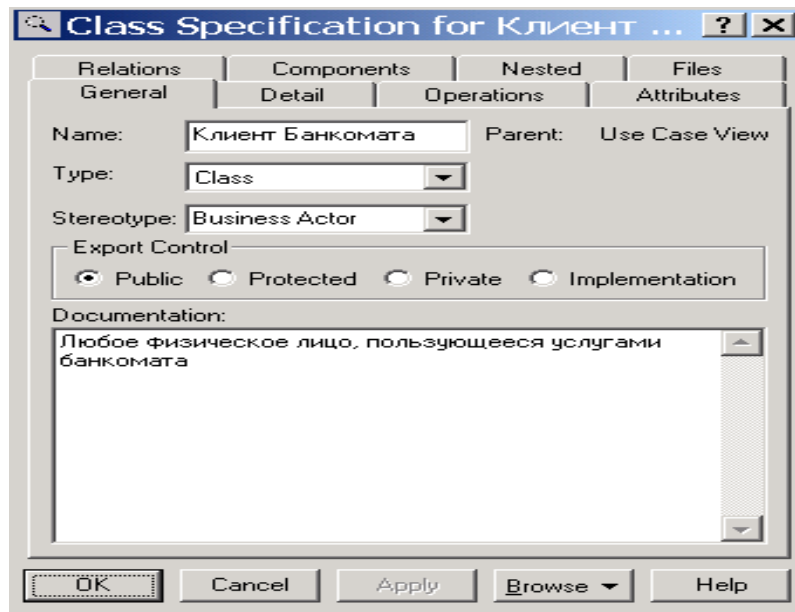 Class Specification for Клиент ...
Relations Components Nested Files
General Detail Operations Attributes
Name: Клиент Банкомата Parent: Use Case View
Type: Class
Stereotype: Business Actor
Export Control
Public Protected Private Implementation
Documentation:
Любое физическое лицо, пользующееся услугами
банкомата
OK Cancel Apply Browse Help